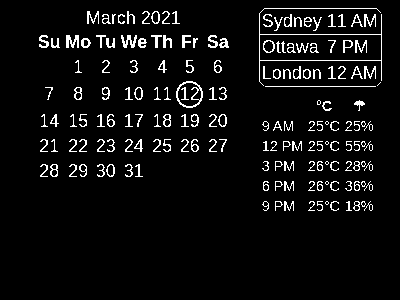 March 2021
Su Mo Tu We Th Fr Sa
1 2 3 4 5 6
7 8 9 10 11 12 13
14 15 16 17 18 19 20
21 22 23 24 25 26 27
28 29 30 31
Sydney 11 AM
Ottawa 7 PM
London 12 AM
°C ☂
9 AM 25°C 25%
12 PM 25°C 55%
3 PM 26°C 28%
6 PM 26°C 36%
9 PM 25°C 18%